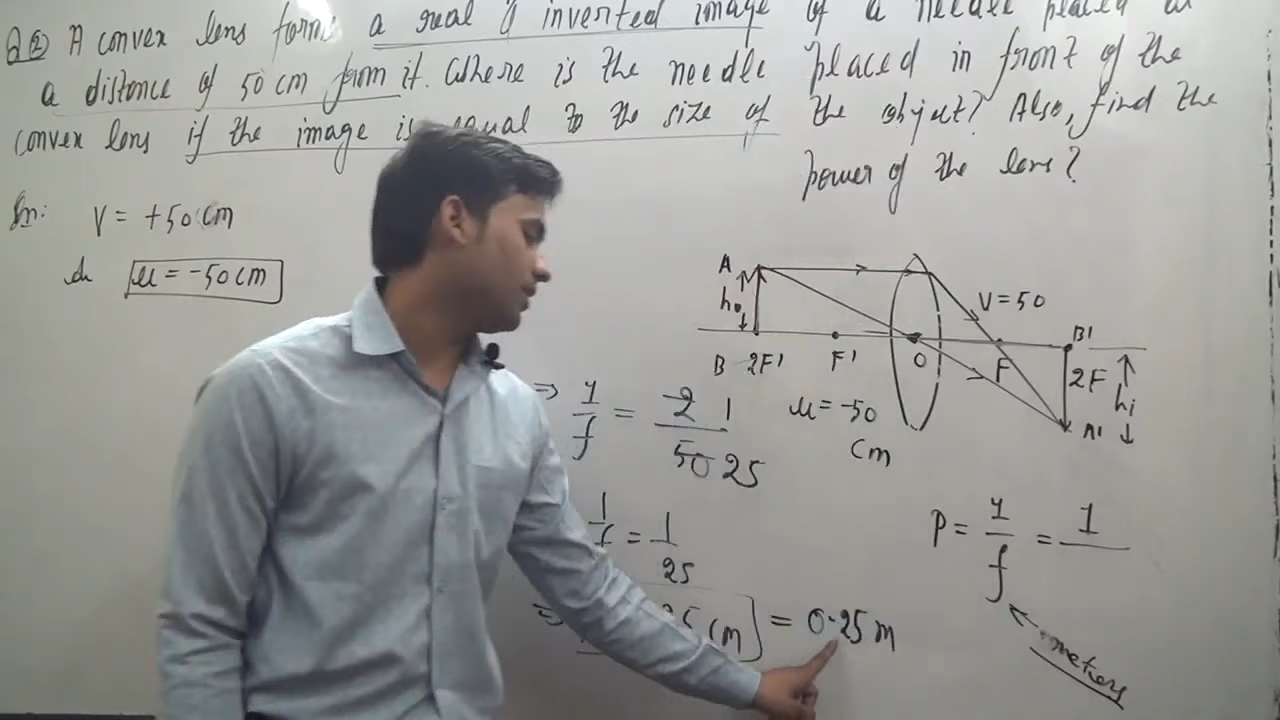 Q② A convex lens forms a real & inverted image of a needle placed at
a distance of 50 cm from it. Where is the needle placed in front of the
convex lens if the image is equal to the size of the object? Also, find the
power of the lens?
Sn: V = +50 cm
u = -50 cm
A
h₀
V = 50
B 2F' F' O F B' 2F
hi
A'
u = -50
cm
=> 1/f = 2/50 1 25
1/f = 1/25
=> cm = 0.25 m
P = 1/f = 1
meters